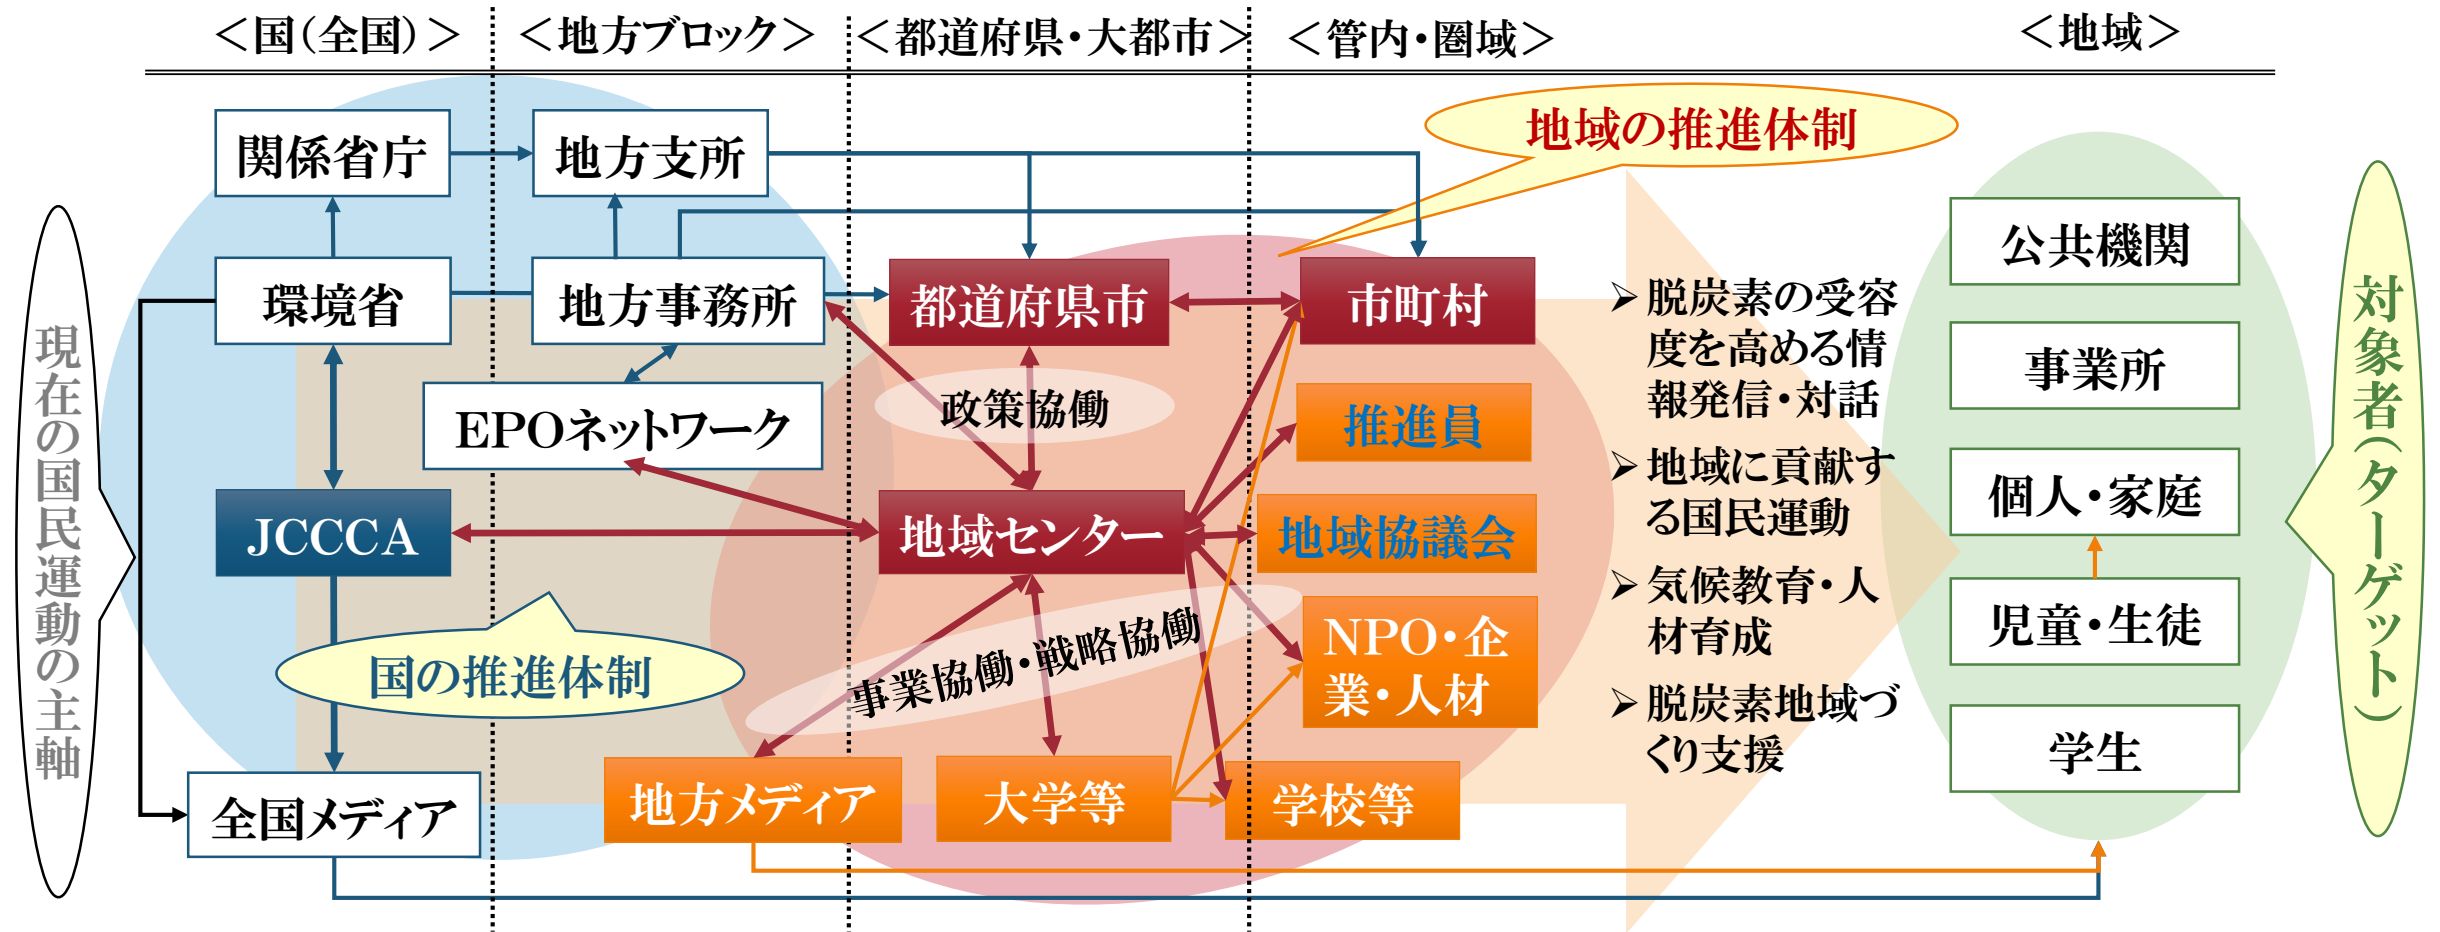 ＜国（全国）＞
＜地方ブロック＞
＜都道府県・大都市＞
＜管内・圏域＞
＜地域＞
地域の推進体制
関係省庁
地方支所
環境省
地方事務所
都道府県市
市町村
EPOネットワーク
政策協働
推進員
JCCCA
地域センター
地域協議会
国の推進体制
事業協働・戦略協働
NPO・企
業・人材
全国メディア
地方メディア
大学等
学校等
現在の国民運動の主軸
➢ 脱炭素の受容
度を高める情
報発信・対話
➢ 地域に貢献す
る国民運動
➢ 気候教育・人
材育成
➢ 脱炭素地域づ
くり支援
公共機関
事業所
個人・家庭
児童・生徒
学生
対象者（ターゲット）